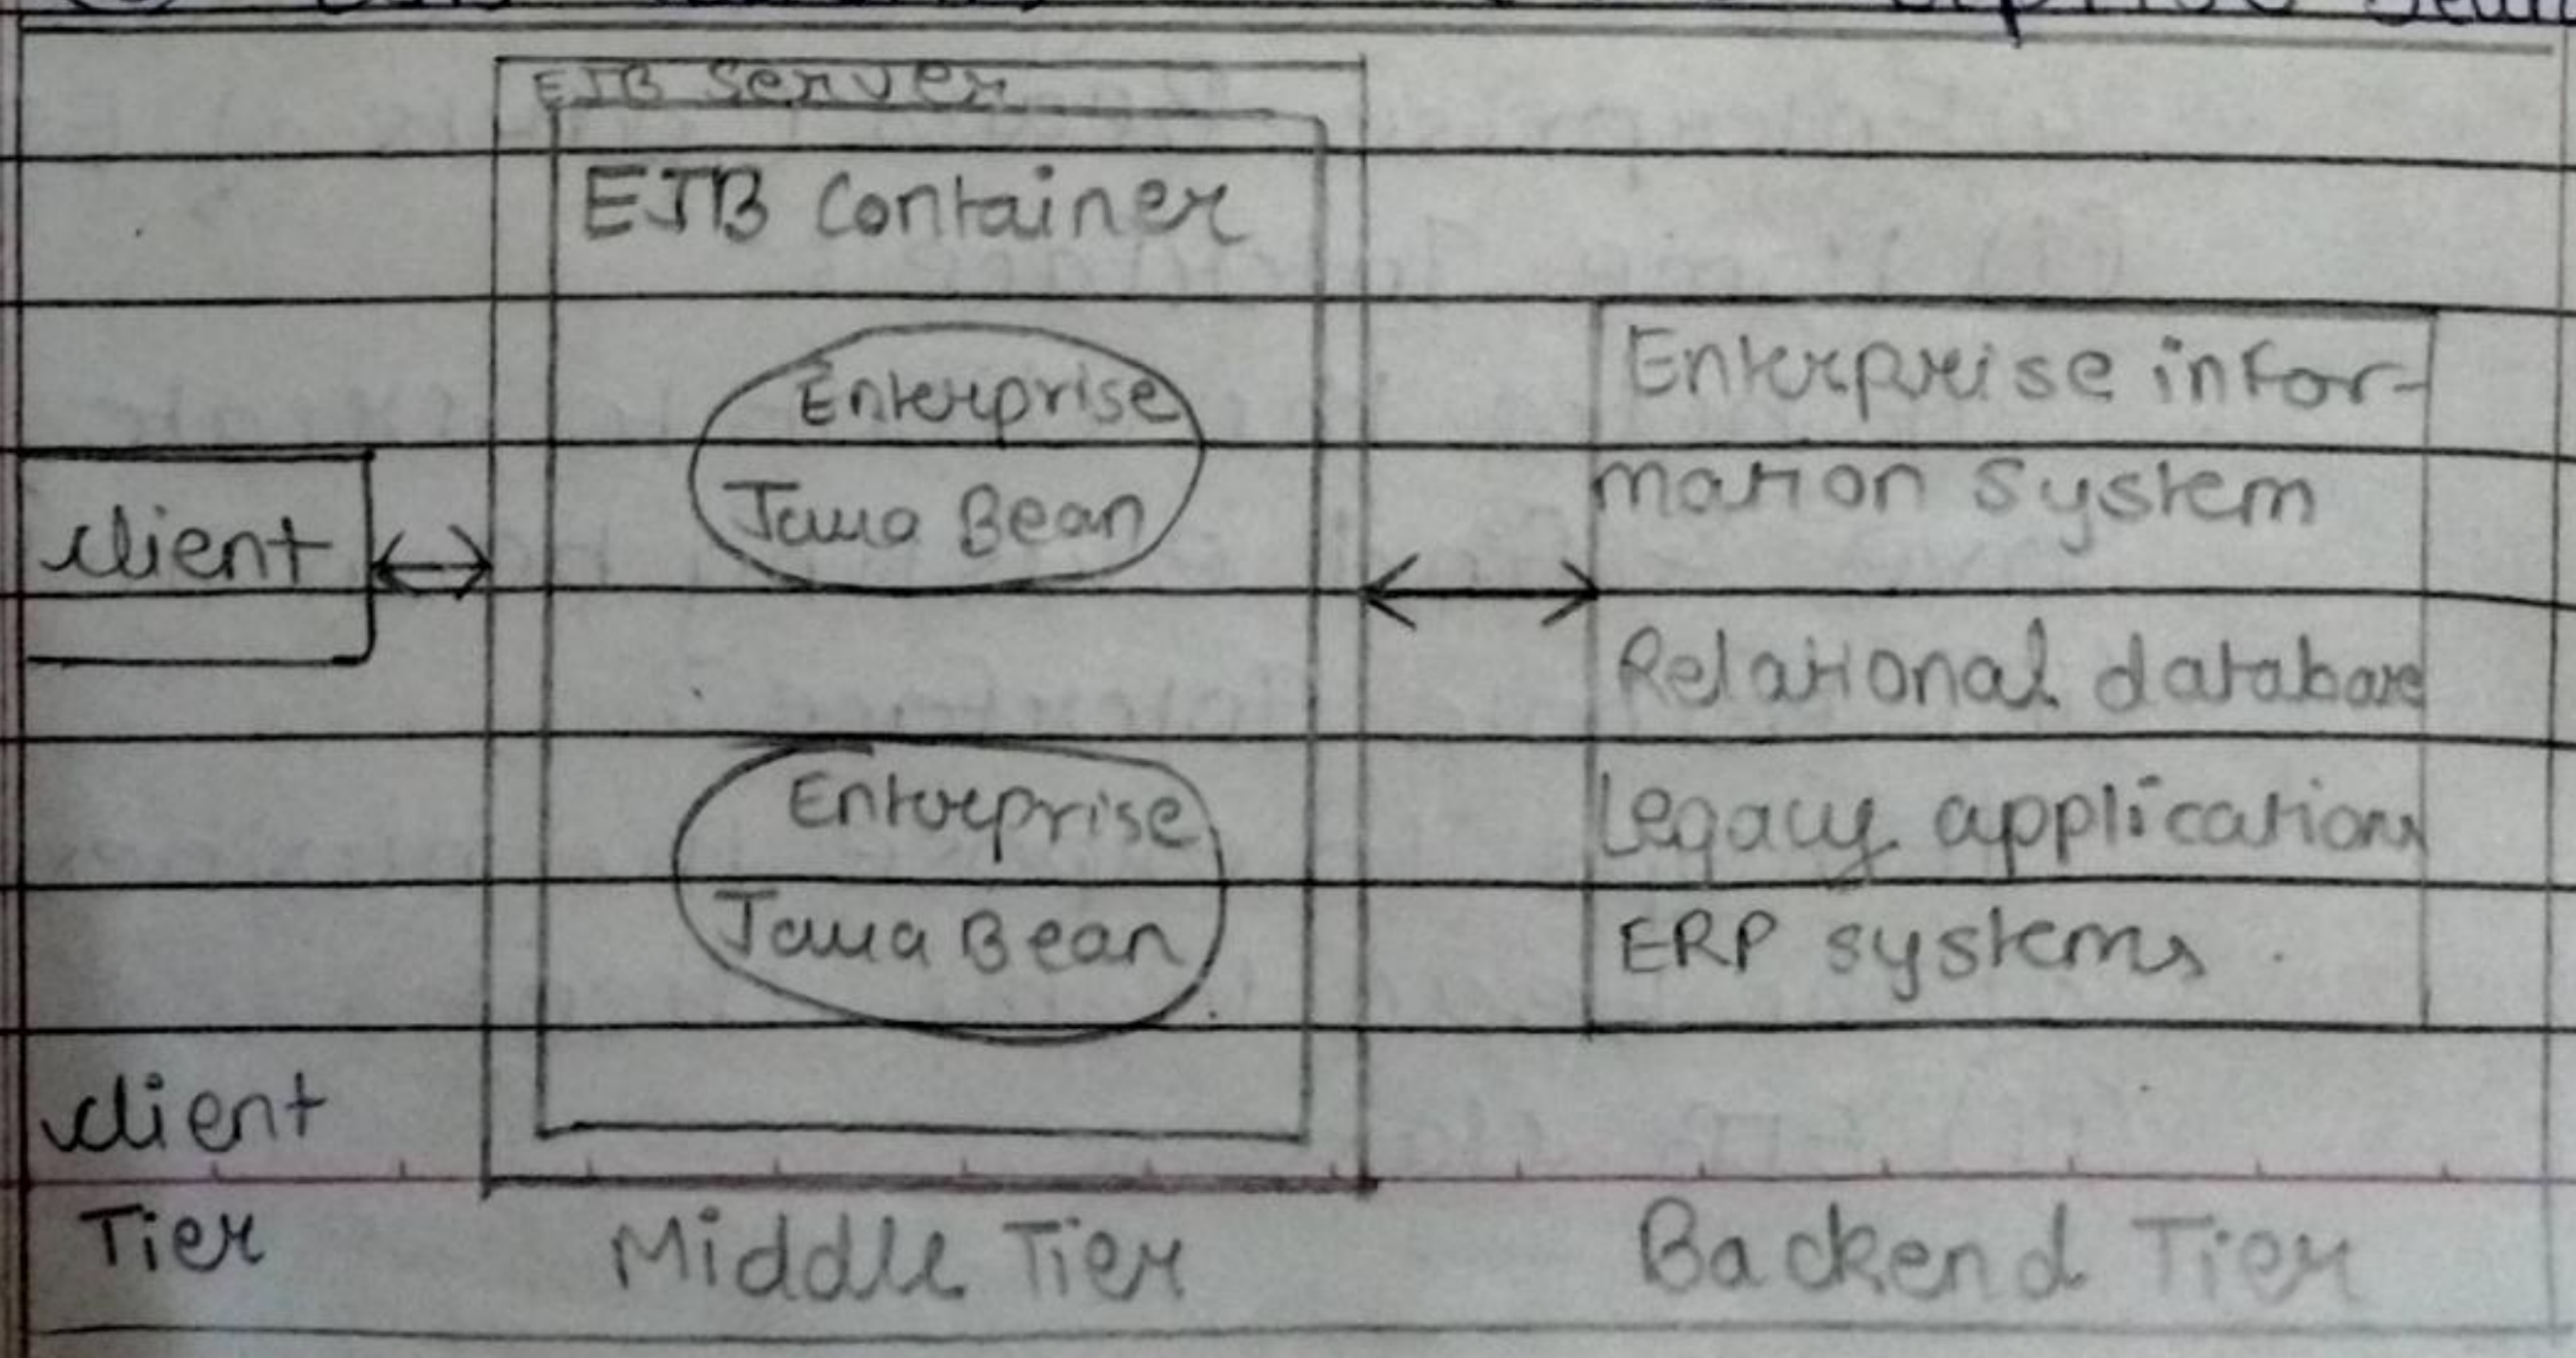 EJB Server
EJB Container
Enterprise
Java Bean
Enterprise infor-
mation System
client
Relational database
Enterprise
Java Bean
Legacy applications
ERP systems
client
Tier
Middle Tier
Backend Tier